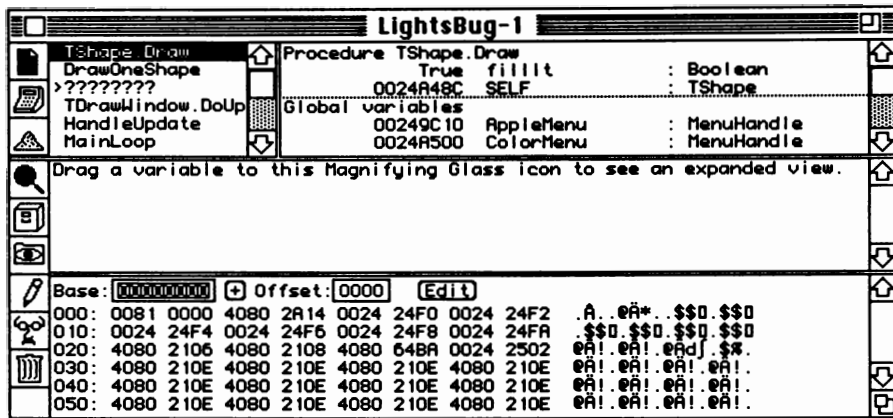 LightsBug-1
TShape.Draw
DrawOneShape
>????????
TDrawWindow.DoUp
HandleUpdate
MainLoop
Procedure TShape.Draw
True fillIt : Boolean
0024A48C SELF : TShape
Global variables
00249C10 AppleMenu : MenuHandle
0024A500 ColorMenu : MenuHandle
Drag a variable to this Magnifying Glass icon to see an expanded view.
Base: 0000000000 + Offset: 0000 Edit
000: 0081 0000 4080 2A14 0024 24F0 0024 24F2 .Å..@Ä*..$$▯.$$▯
010: 0024 24F4 0024 24F6 0024 24F8 0024 24FA .$$▯.$$▯.$$▯.$$▯
020: 4080 2106 4080 2108 4080 64BA 0024 2502 @Ä!.@Ä!.@Äd∫.$%.
030: 4080 210E 4080 210E 4080 210E 4080 210E @Ä!.@Ä!.@Ä!.@Ä!.
040: 4080 210E 4080 210E 4080 210E 4080 210E @Ä!.@Ä!.@Ä!.@Ä!.
050: 4080 210E 4080 210E 4080 210E 4080 210E @Ä!.@Ä!.@Ä!.@Ä!.